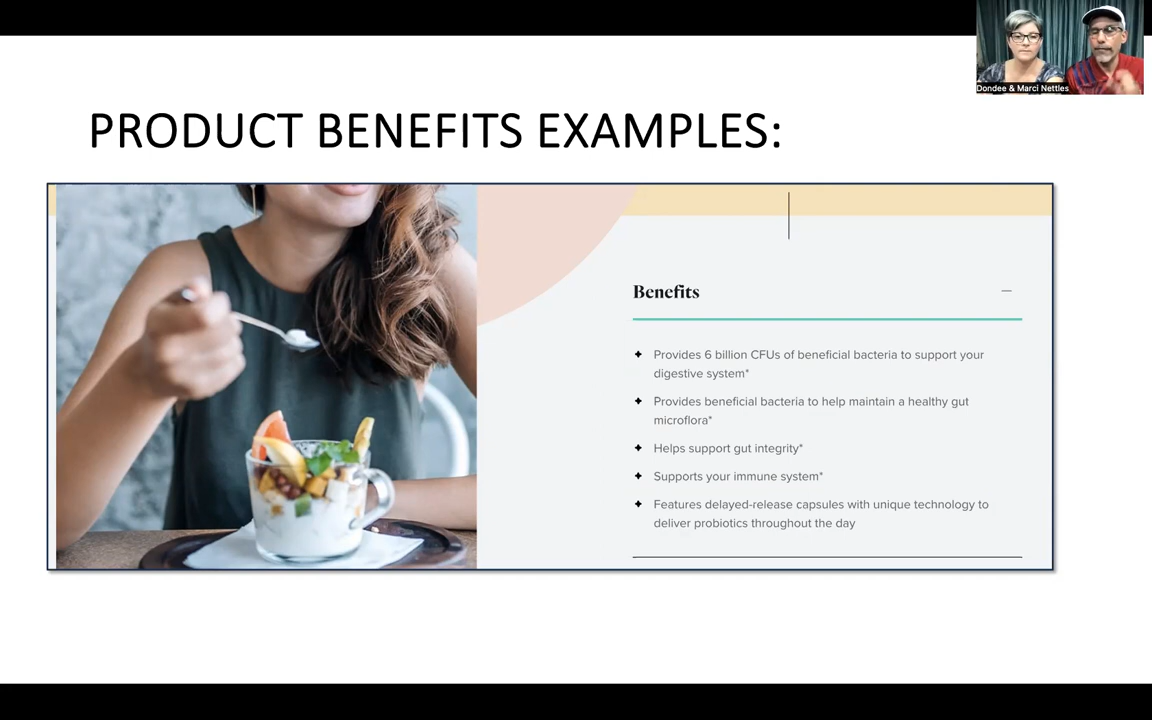 Dondee & Marci Nettles
PRODUCT BENEFITS EXAMPLES:
Benefits
Provides 6 billion CFUs of beneficial bacteria to support your
digestive system*
Provides beneficial bacteria to help maintain a healthy gut
microflora*
Helps support gut integrity*
Supports your immune system*
Features delayed-release capsules with unique technology to
deliver probiotics throughout the day